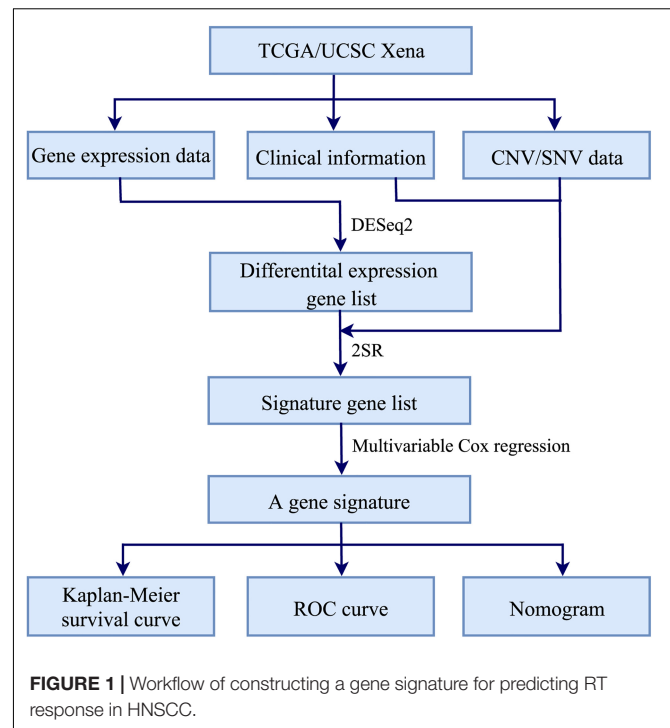 TCGA/UCSC Xena
Gene expression data
Clinical information
CNV/SNV data
DESeq2
Differentital expression
gene list
2SR
Signature gene list
Multivariable Cox regression
A gene signature
Kaplan-Meier
survival curve
ROC curve
Nomogram
FIGURE 1 | Workflow of constructing a gene signature for predicting RT
response in HNSCC.